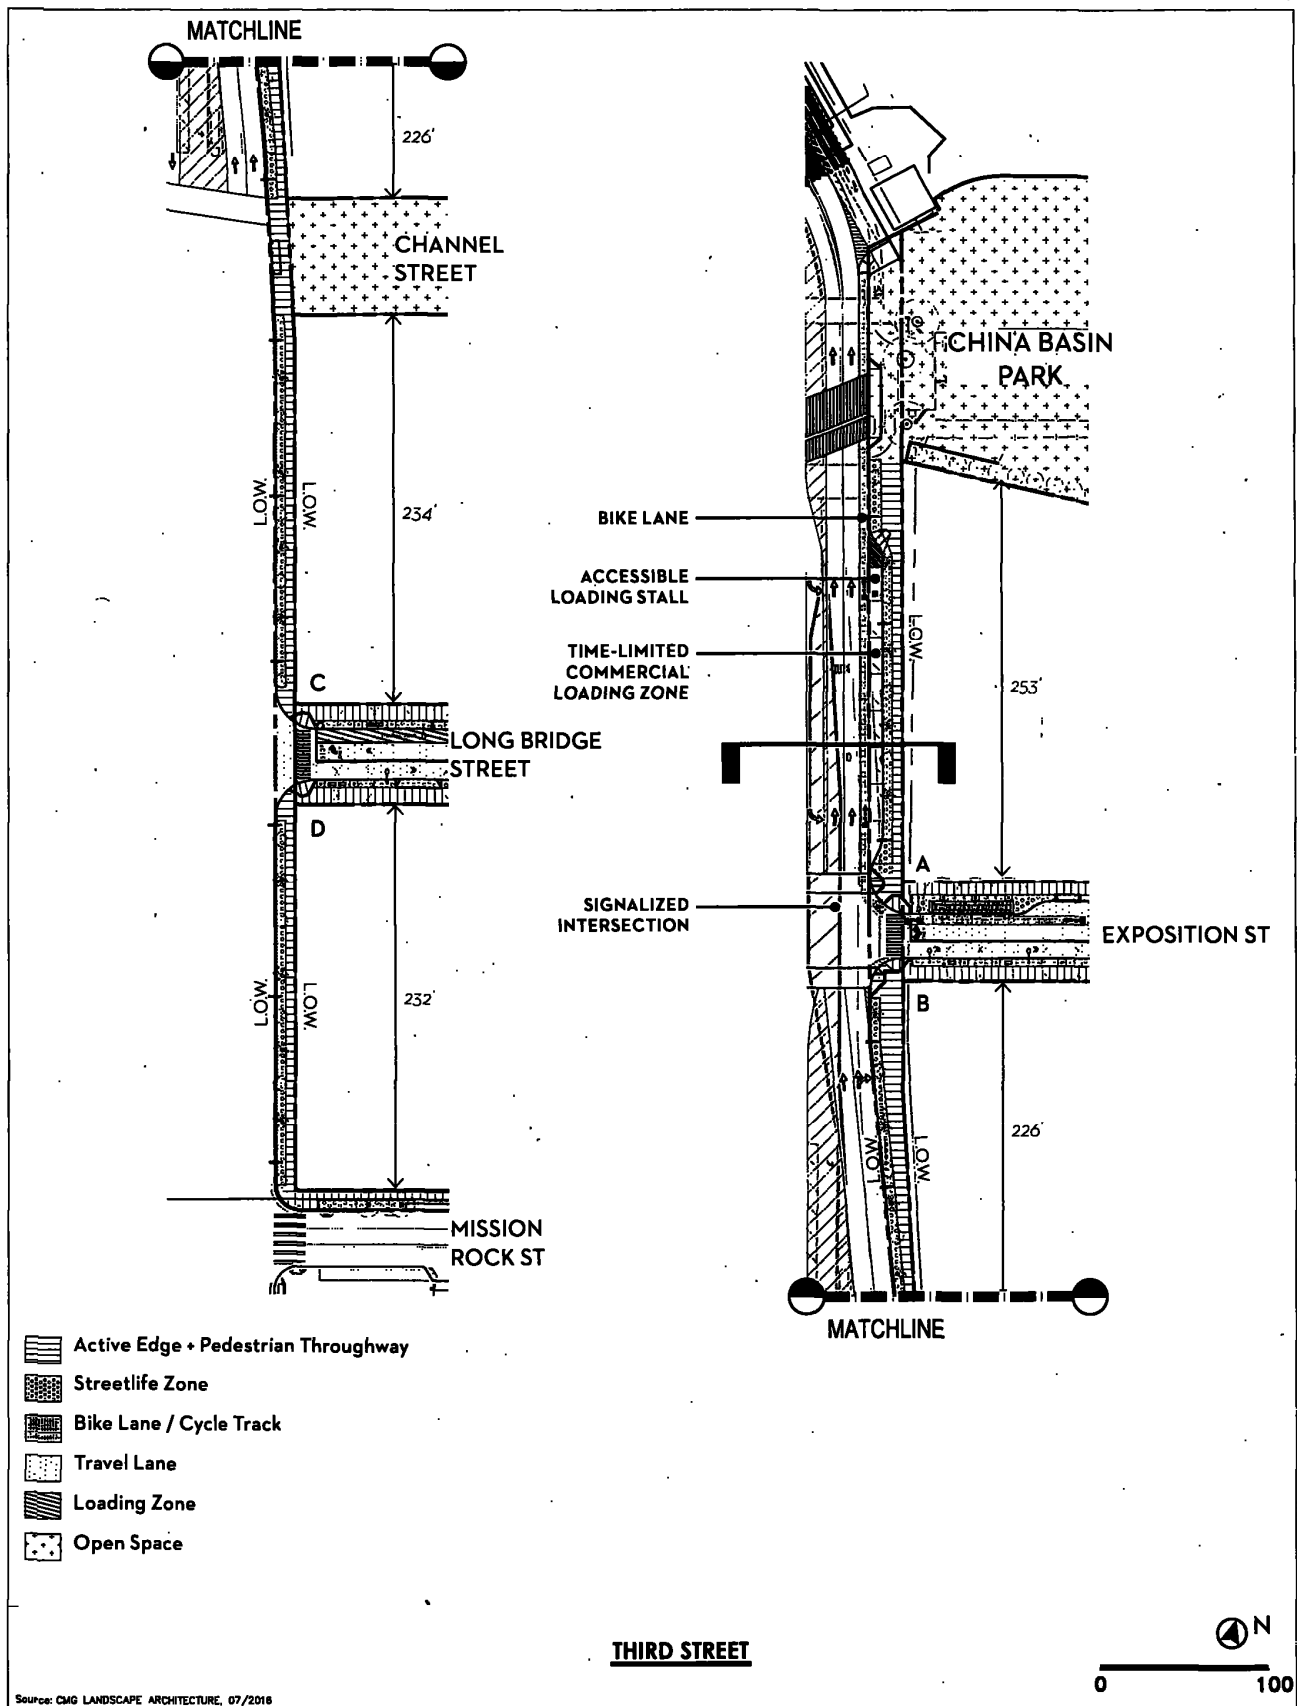 MATCHLINE
226'
CHANNEL
STREET
L.O.W.
L.O.W.
234'
C
LONG BRIDGE
STREET
D
L.O.W.
L.O.W.
232'
MISSION
ROCK ST
CHINA BASIN
PARK
BIKE LANE
ACCESSIBLE
LOADING STALL
TIME-LIMITED
COMMERCIAL
LOADING ZONE
L.O.W.
253'
A
SIGNALIZED
INTERSECTION
EXPOSITION ST
B
226'
L.O.W.
L.O.W.
MATCHLINE
Active Edge + Pedestrian Throughway
Streetlife Zone
Bike Lane / Cycle Track
Travel Lane
Loading Zone
Open Space
THIRD STREET
N
0 100
Source: CMG LANDSCAPE ARCHITECTURE, 07/2016